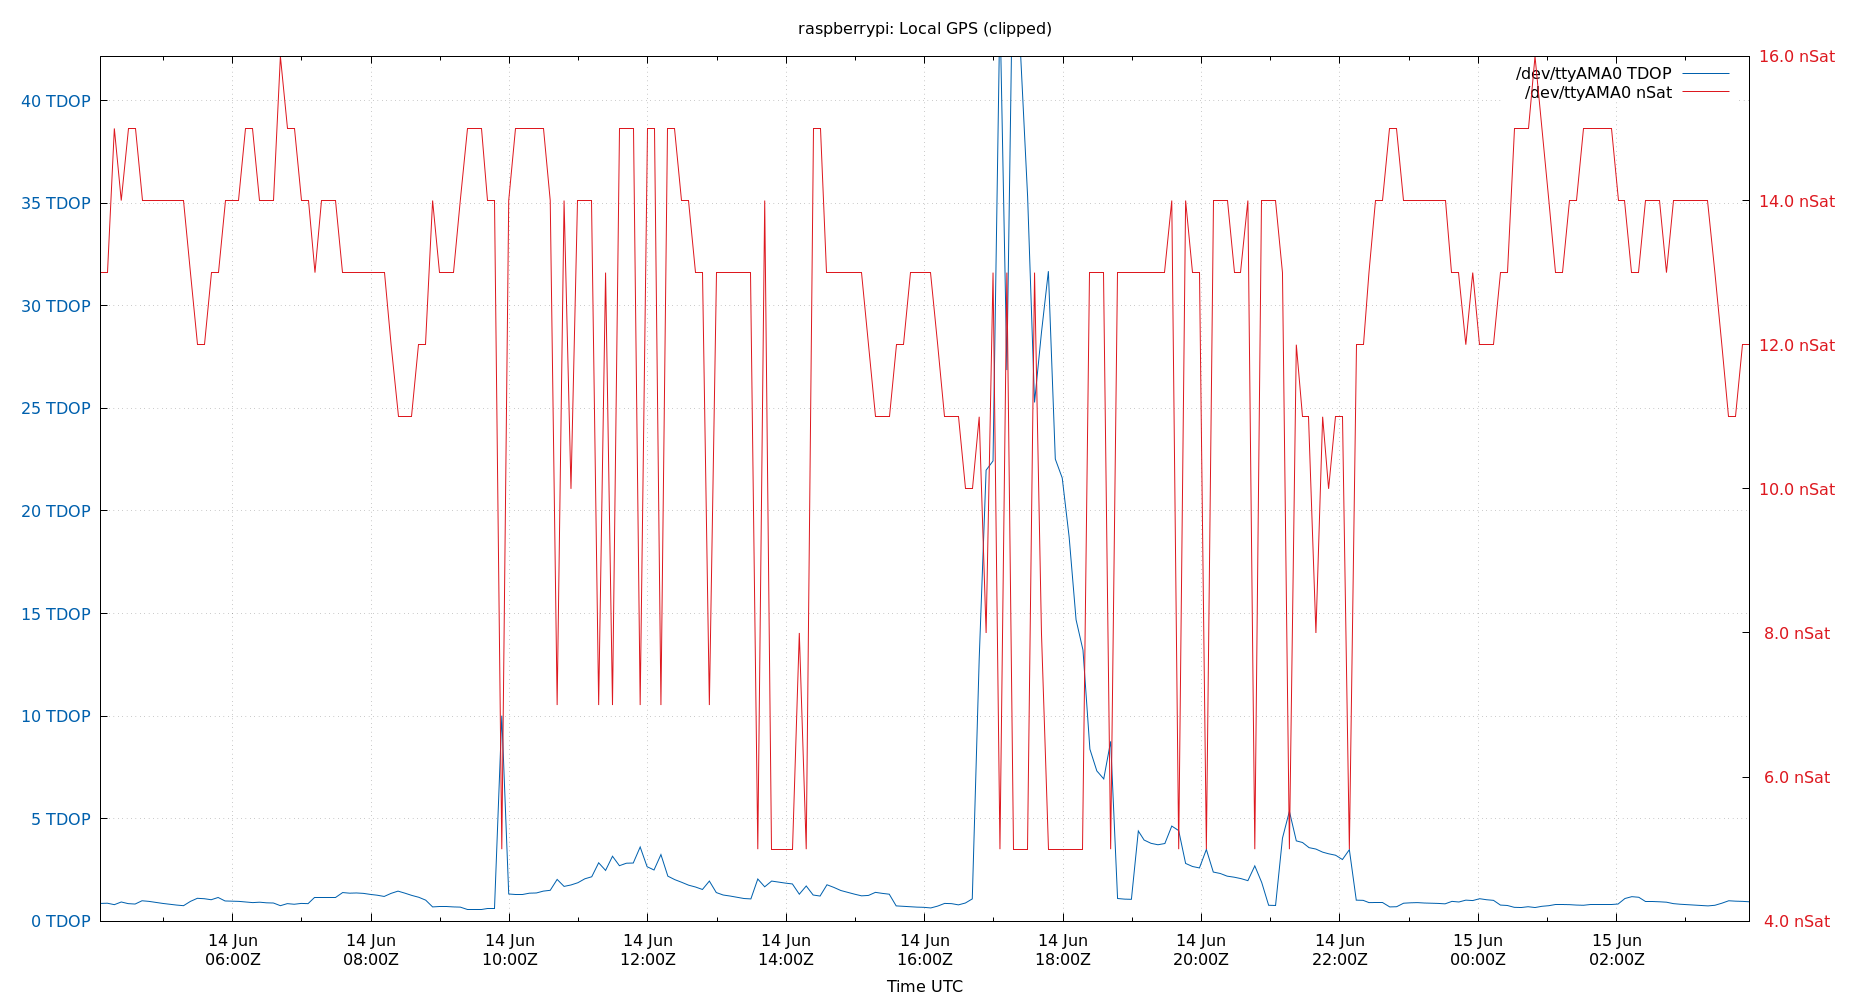 raspberrypi: Local GPS (clipped)
/dev/ttyAMA0 TDOP
/dev/ttyAMA0 nSat
40 TDOP
35 TDOP
30 TDOP
25 TDOP
20 TDOP
15 TDOP
10 TDOP
5 TDOP
0 TDOP
16.0 nSat
14.0 nSat
12.0 nSat
10.0 nSat
8.0 nSat
6.0 nSat
4.0 nSat
14 Jun
06:00Z
14 Jun
08:00Z
14 Jun
10:00Z
14 Jun
12:00Z
14 Jun
14:00Z
14 Jun
16:00Z
14 Jun
18:00Z
14 Jun
20:00Z
14 Jun
22:00Z
15 Jun
00:00Z
15 Jun
02:00Z
Time UTC